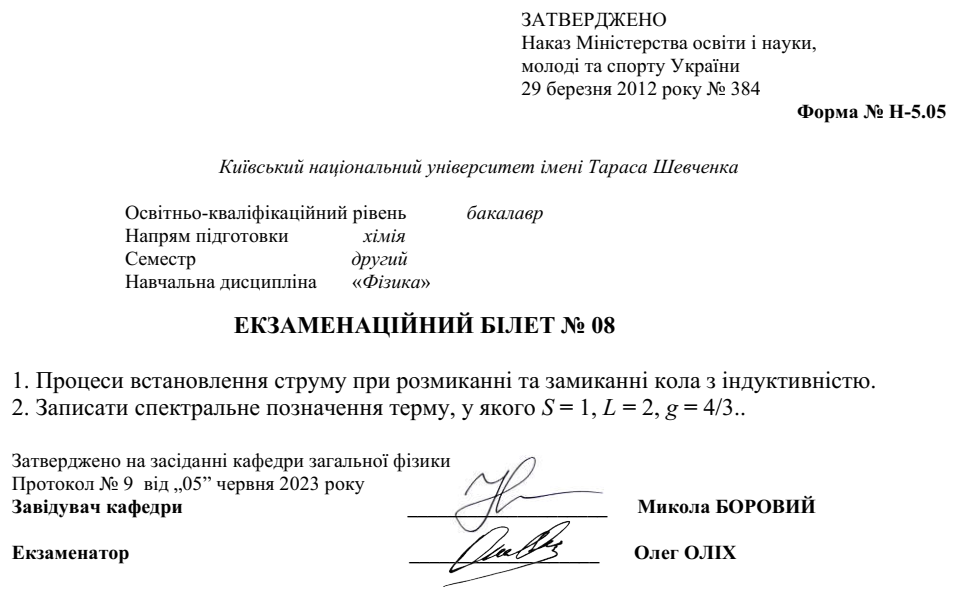 ЗАТВЕРДЖЕНО
Наказ Міністерства освіти і науки,
молоді та спорту України
29 березня 2012 року № 384
Форма № Н-5.05
Київський національний університет імені Тараса Шевченка
Освітньо-кваліфікаційний рівень бакалавр
Напрям підготовки хімія
Семестр другий
Навчальна дисципліна «Фізика»
ЕКЗАМЕНАЦІЙНИЙ БІЛЕТ № 08
1. Процеси встановлення струму при розмиканні та замиканні кола з індуктивністю.
2. Записати спектральне позначення терму, у якого S = 1, L = 2, g = 4/3..
Затверджено на засіданні кафедри загальної фізики
Протокол № 9 від „05” червня 2023 року
Завідувач кафедри Микола БОРОВИЙ
Екзаменатор Олег ОЛІХ